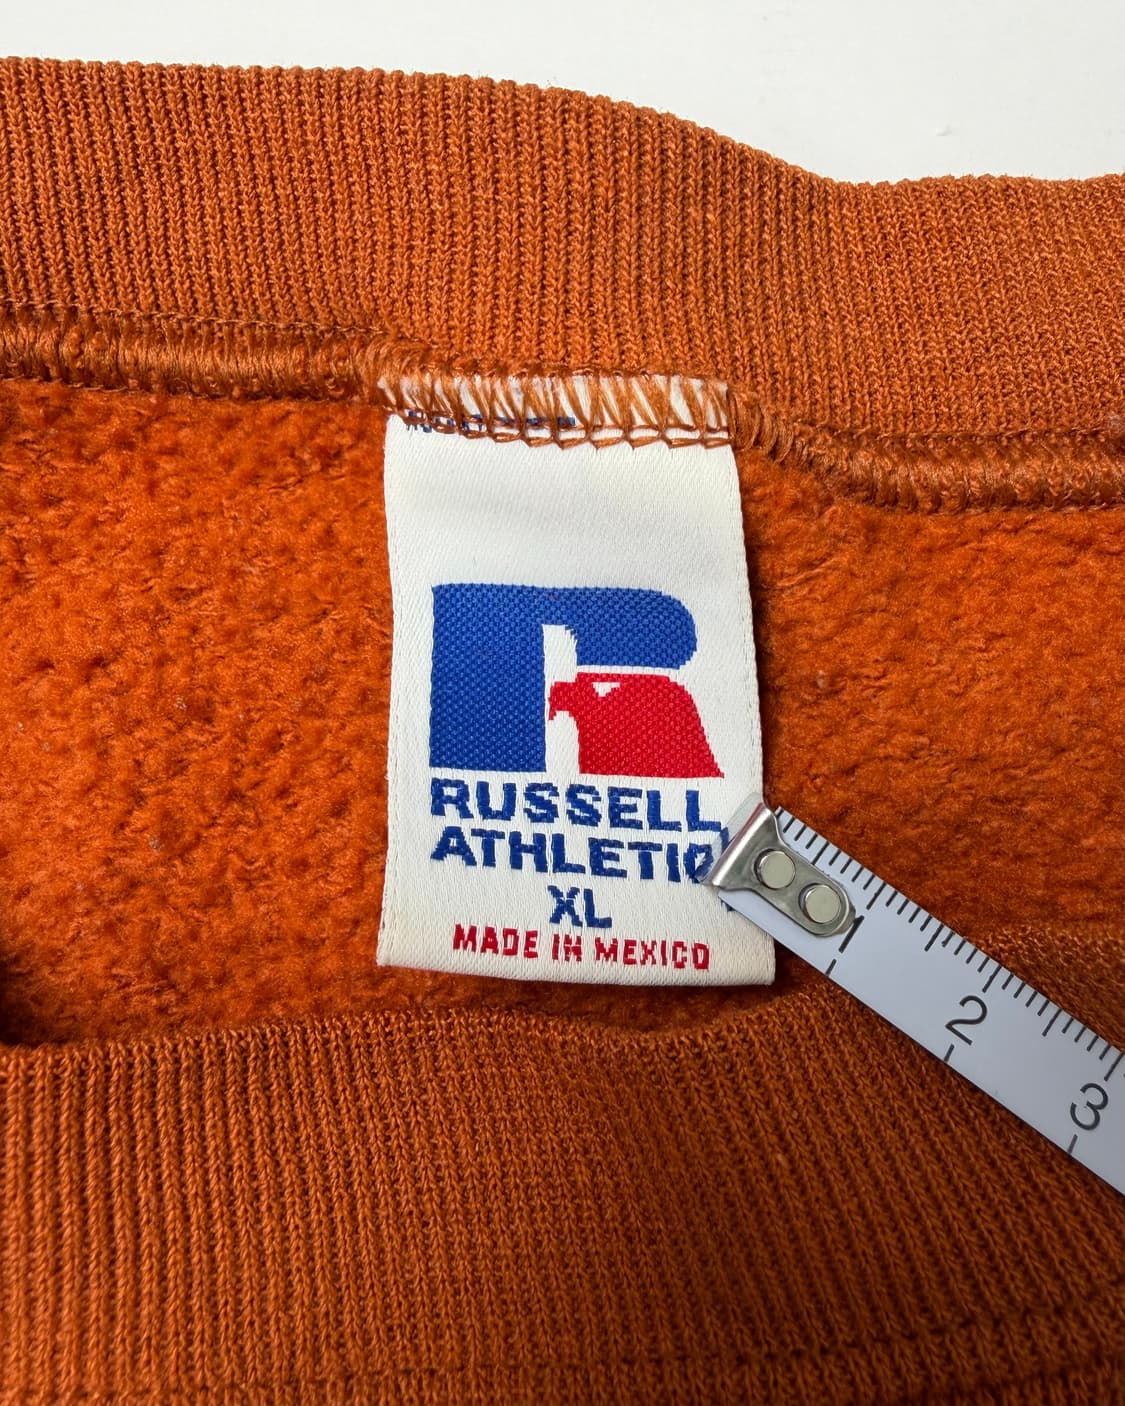 RUSSELL
ATHLETIC
XL
MADE IN MEXICO
1
2
3